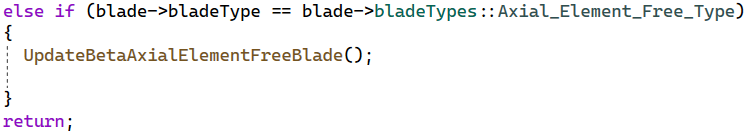 else if (blade->bladeType == blade->bladeTypes::Axial_Element_Free_Type)
{
UpdateBetaAxialElementFreeBlade();
}
return;